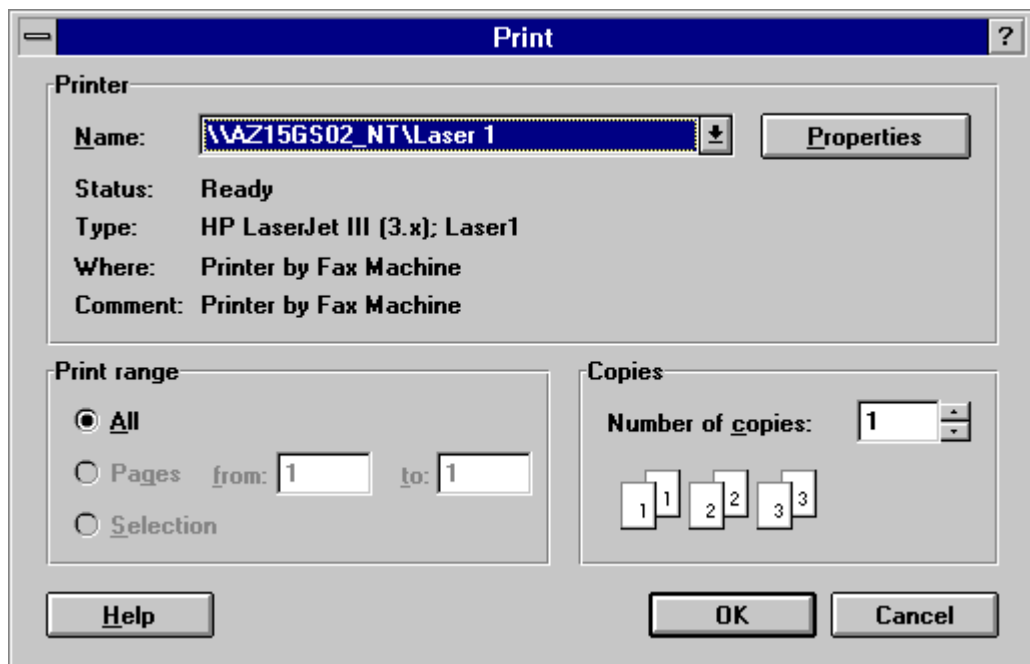 Print ?
Printer
Name: \\AZ15GS02_NT\Laser 1 Properties
Status: Ready
Type: HP LaserJet III (3.x); Laser1
Where: Printer by Fax Machine
Comment: Printer by Fax Machine
Print range
All
Pages from: 1 to: 1
Selection
Copies
Number of copies: 1
1 1 2 2 3 3
Help OK Cancel